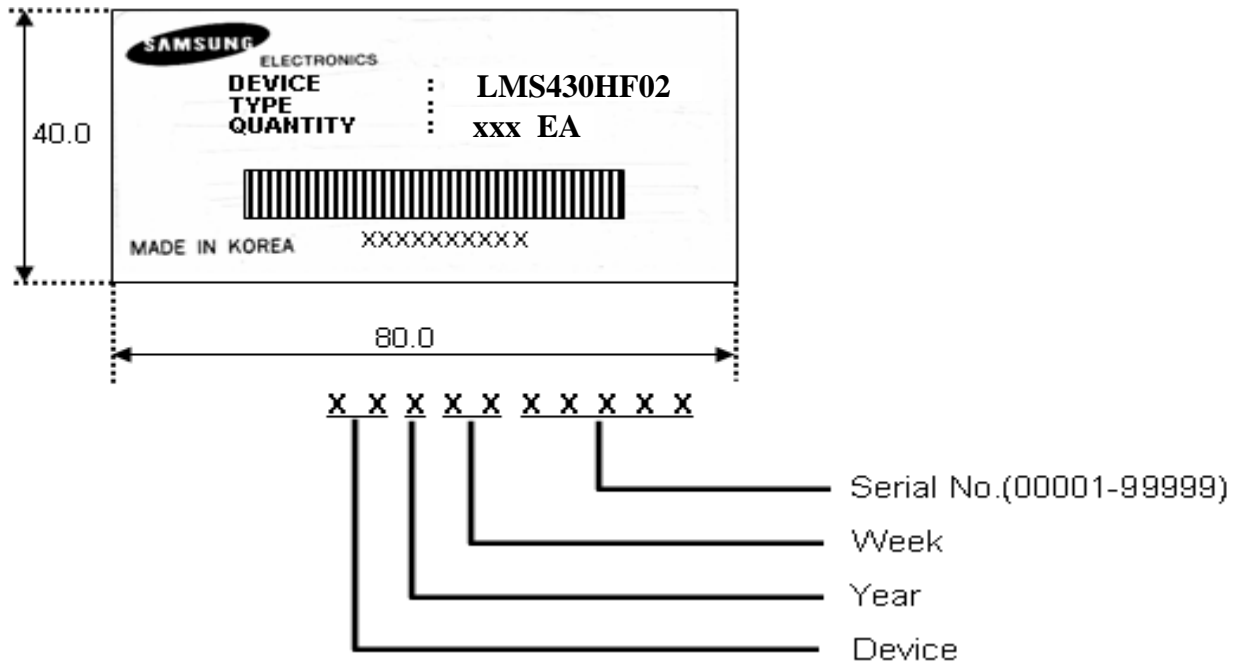 SAMSUNG
ELECTRONICS
DEVICE : LMS430HF02
TYPE :
QUANTITY : xxx EA
40.0
XXXXXXXXXX
MADE IN KOREA
80.0
X X X X X X X X X X
Serial No.(00001-99999)
Week
Year
Device